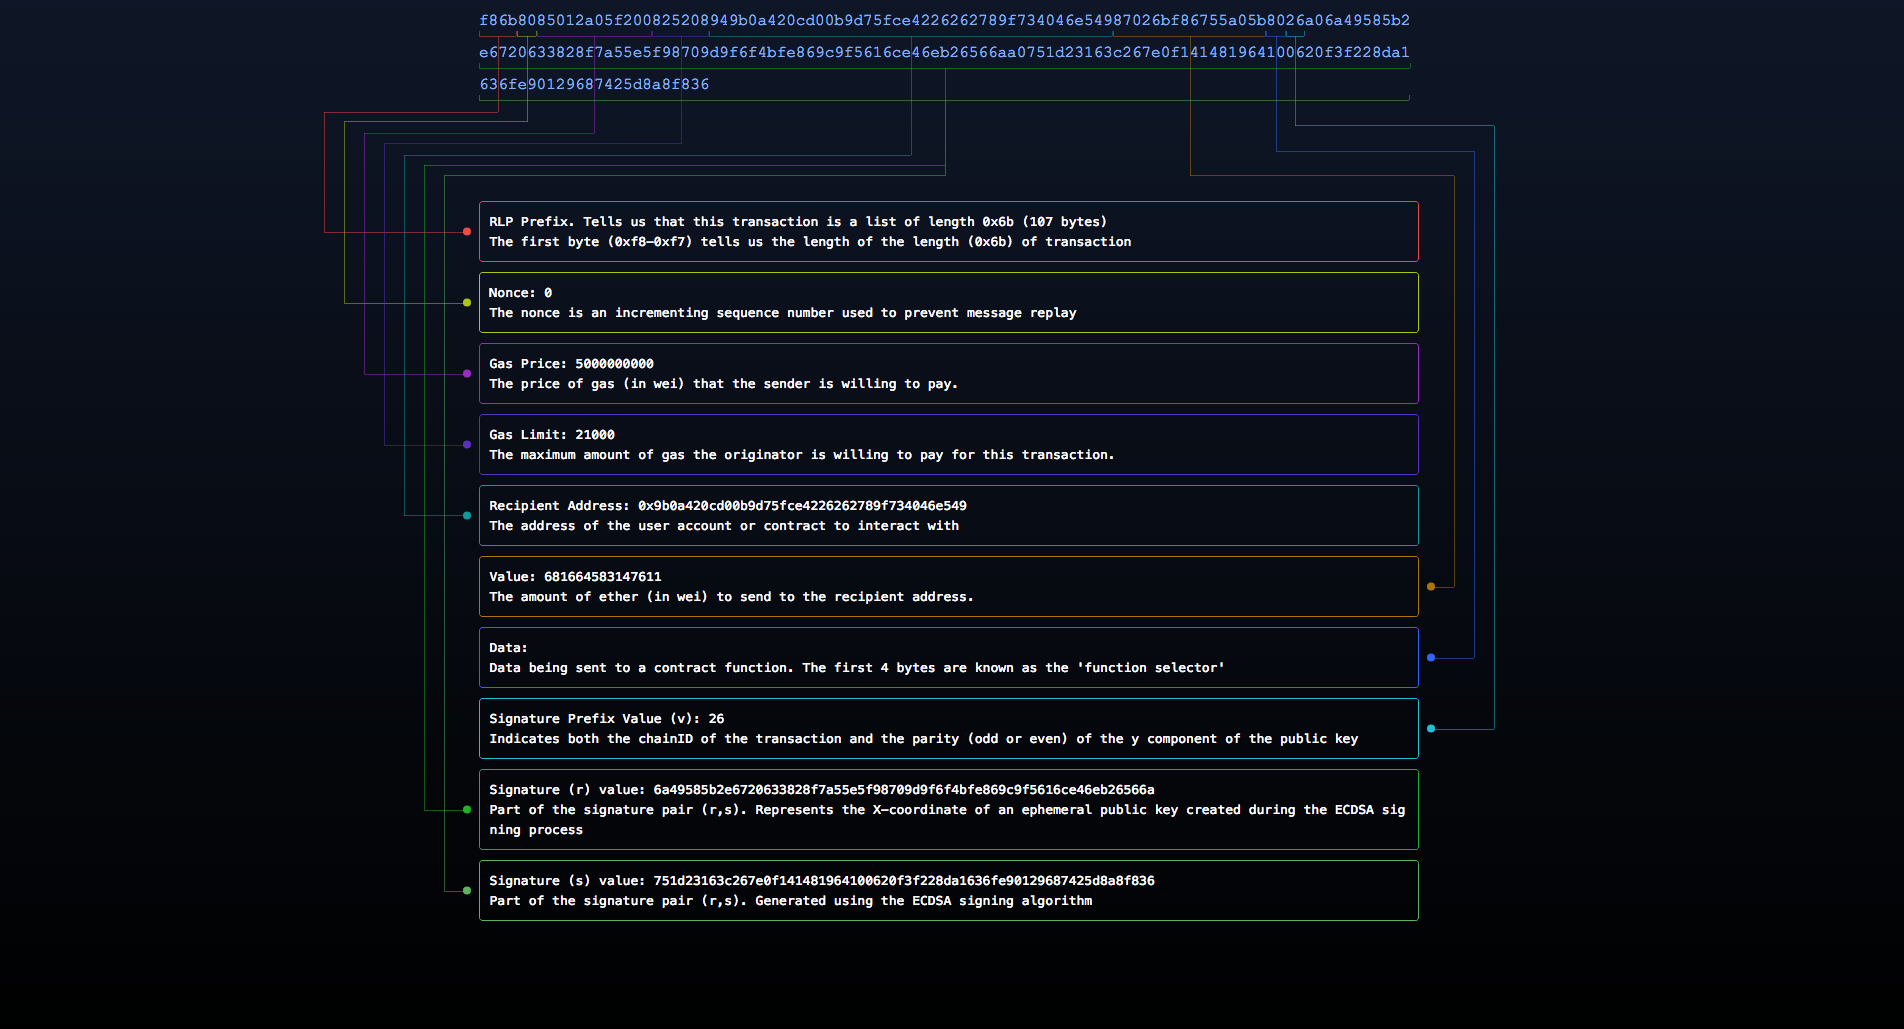 f86b8085012a05f200825208949b0a420cd00b9d75fce4226262789f734046e54987026bf86755a05b8026a06a49585b2
e6720633828f7a55e5f98709d9f6f4bfe869c9f5616ce46eb26566aa0751d23163c267e0f141481964100620f3f228da1
636fe90129687425d8a8f836
RLP Prefix. Tells us that this transaction is a list of length 0x6b (107 bytes)
The first byte (0xf8–0xf7) tells us the length of the length (0x6b) of transaction
Nonce: 0
The nonce is an incrementing sequence number used to prevent message replay
Gas Price: 5000000000
The price of gas (in wei) that the sender is willing to pay.
Gas Limit: 21000
The maximum amount of gas the originator is willing to pay for this transaction.
Recipient Address: 0x9b0a420cd00b9d75fce4226262789f734046e549
The address of the user account or contract to interact with
Value: 681664583147611
The amount of ether (in wei) to send to the recipient address.
Data:
Data being sent to a contract function. The first 4 bytes are known as the 'function selector'
Signature Prefix Value (v): 26
Indicates both the chainID of the transaction and the parity (odd or even) of the y component of the public key
Signature (r) value: 6a49585b2e6720633828f7a55e5f98709d9f6f4bfe869c9f5616ce46eb26566a
Part of the signature pair (r,s). Represents the X–coordinate of an ephemeral public key created during the ECDSA sig
ning process
Signature (s) value: 751d23163c267e0f141481964100620f3f228da1636fe90129687425d8a8f836
Part of the signature pair (r,s). Generated using the ECDSA signing algorithm